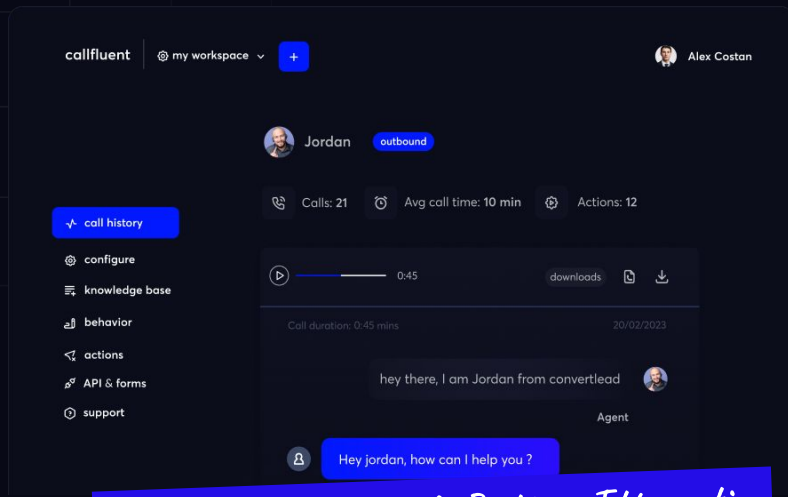 callfluent
my workspace
+
Alex Costan
Jordan
outbound
Calls: 21
Avg call time: 10 min
Actions: 12
call history
configure
knowledge base
behavior
actions
API & forms
support
0:45
downloads
Call duration: 0:45 mins
20/02/2023
hey there, I am Jordan from convertlead
Agent
Hey jordan, how can I help you ?